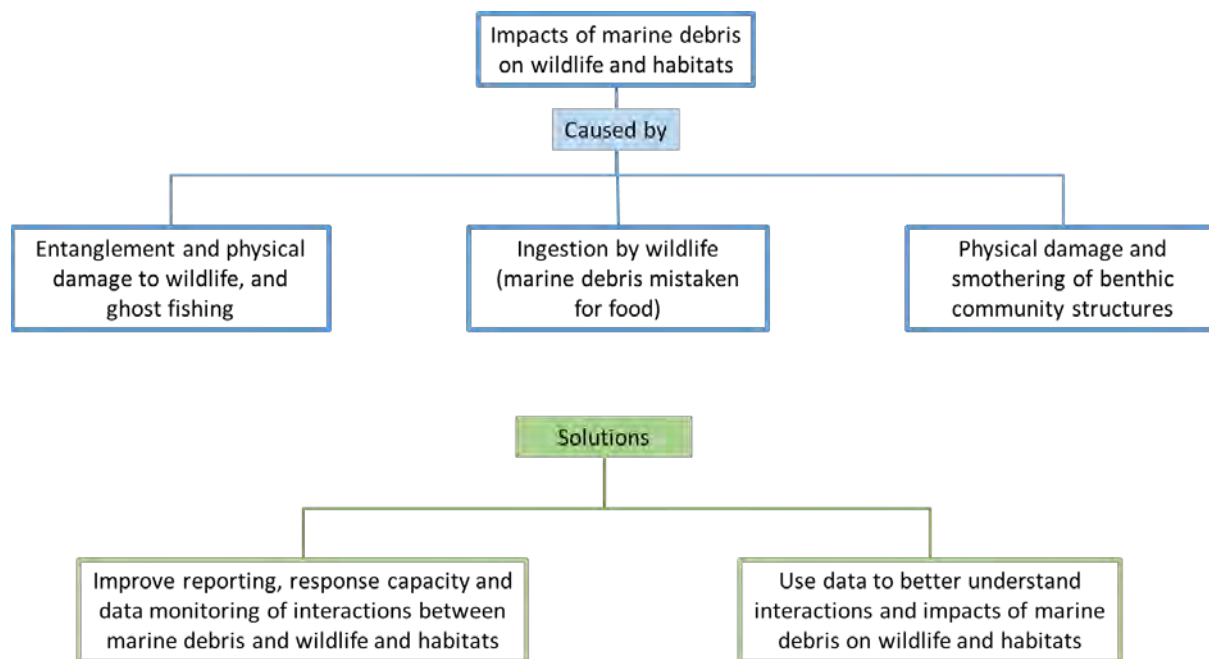 Impacts of marine debris
on wildlife and habitats
Caused by
Entanglement and physical
damage to wildlife, and
ghost fishing
Ingestion by wildlife
(marine debris mistaken
for food)
Physical damage and
smothering of benthic
community structures
Solutions
Improve reporting, response capacity and
data monitoring of interactions between
marine debris and wildlife and habitats
Use data to better understand
interactions and impacts of marine
debris on wildlife and habitats